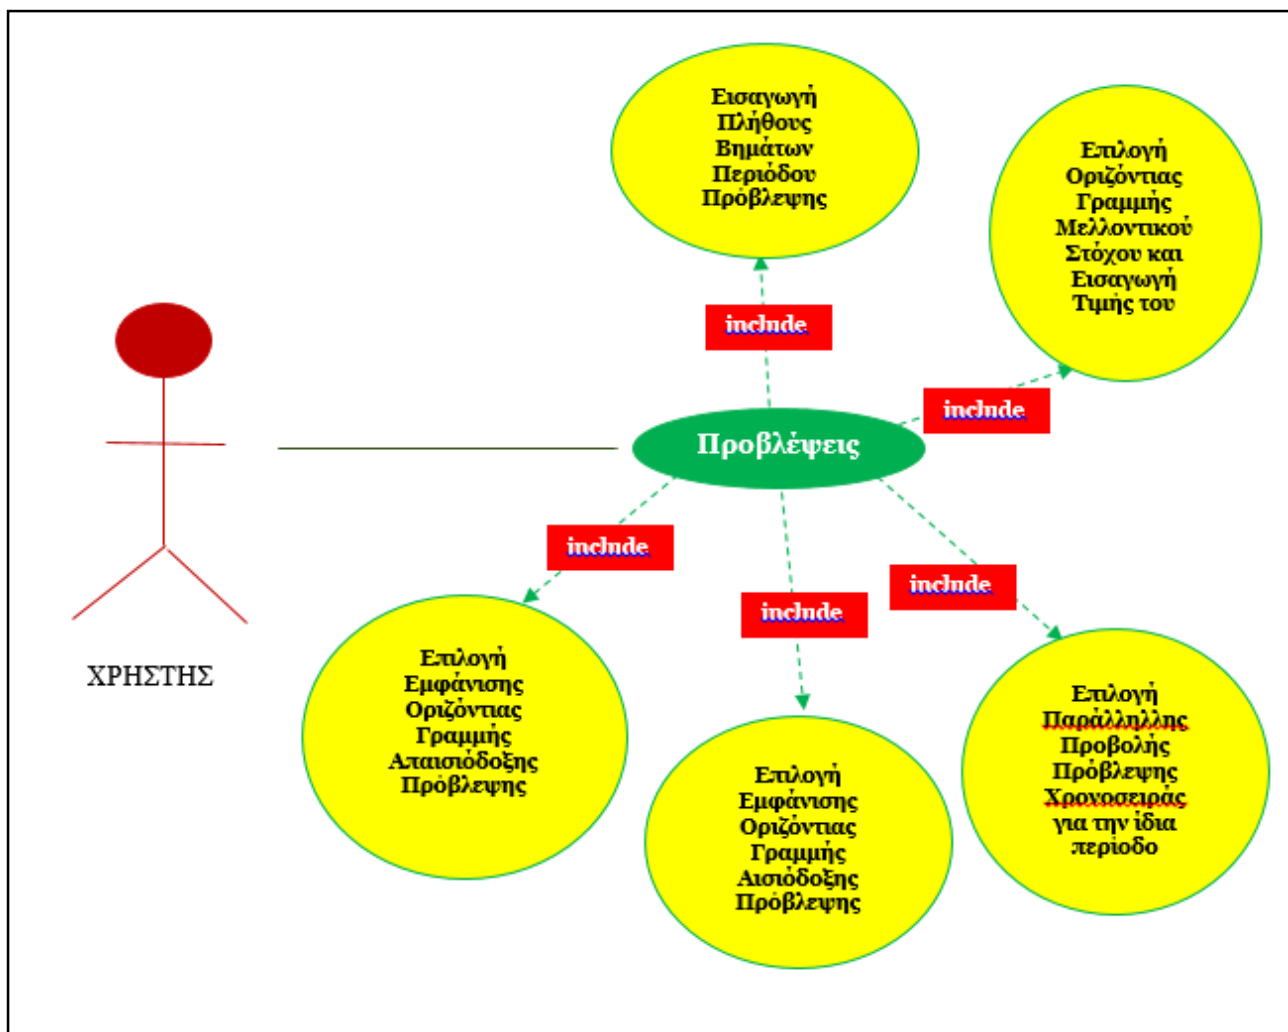 Εισαγωγή
Πλήθους
Βημάτων
Περιόδου
Πρόβλεψης
Επιλογή
Οριζόντιας
Γραμμής
Μελλοντικού
Στόχου και
Εισαγωγή
Τιμής του
include
include
Προβλέψεις
include
include
include
ΧΡΗΣΤΗΣ
Επιλογή
Εμφάνισης
Οριζόντιας
Γραμμής
Απαισιόδοξης
Πρόβλεψης
Επιλογή
Εμφάνισης
Οριζόντιας
Γραμμής
Αισιόδοξης
Πρόβλεψης
Επιλογή
Παράλληλλης
Προβολής
Πρόβλεψης
Χρονοσειράς
για την ίδια
περίοδο